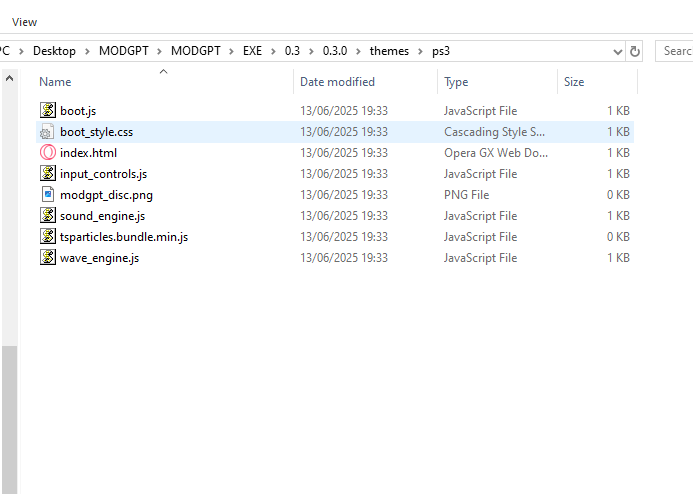 View
PC > Desktop > MODGPT > MODGPT > EXE > 0.3 > 0.3.0 > themes > ps3
Searc
Name Date modified Type Size
boot.js 13/06/2025 19:33 JavaScript File 1 KB
boot_style.css 13/06/2025 19:33 Cascading Style S... 1 KB
index.html 13/06/2025 19:33 Opera GX Web Do... 1 KB
input_controls.js 13/06/2025 19:33 JavaScript File 1 KB
modgpt_disc.png 13/06/2025 19:33 PNG File 0 KB
sound_engine.js 13/06/2025 19:33 JavaScript File 1 KB
tsparticles.bundle.min.js 13/06/2025 19:33 JavaScript File 0 KB
wave_engine.js 13/06/2025 19:33 JavaScript File 1 KB